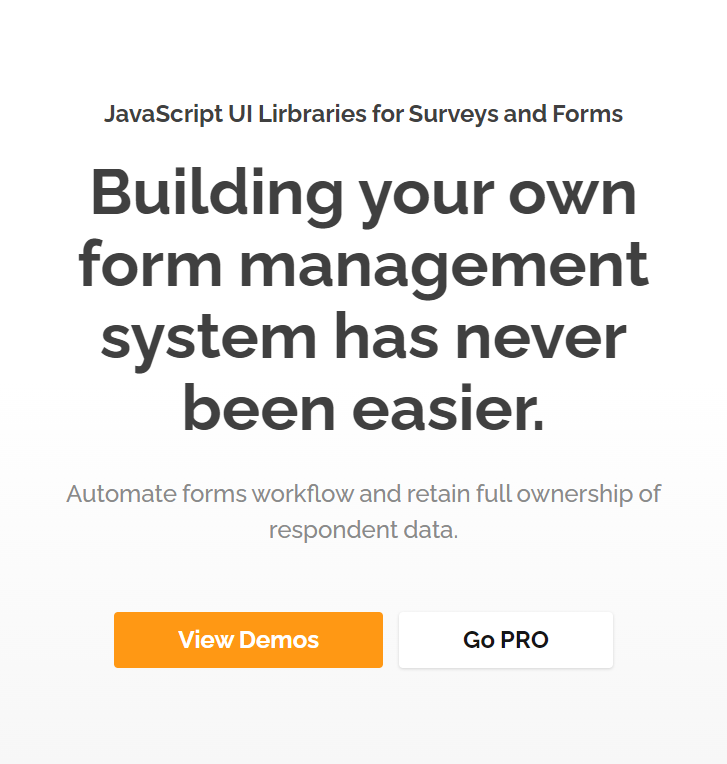 JavaScript UI Lirbraries for Surveys and Forms
Building your own
form management
system has never
been easier.
Automate forms workflow and retain full ownership of
respondent data.
View Demos
Go PRO